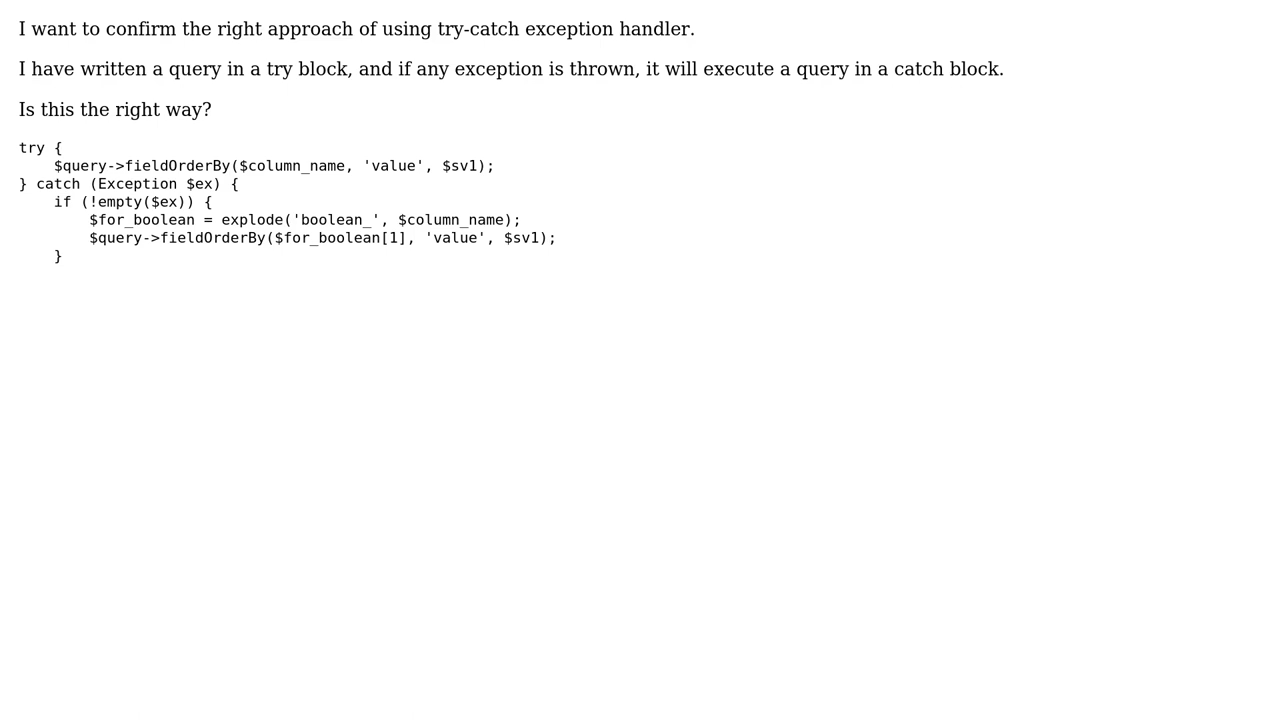 I want to confirm the right approach of using try-catch exception handler.
I have written a query in a try block, and if any exception is thrown, it will execute a query in a catch block.
Is this the right way?
try {
    $query->fieldOrderBy($column_name, 'value', $sv1);
} catch (Exception $ex) {
    if (!empty($ex)) {
        $for_boolean = explode('boolean_', $column_name);
        $query->fieldOrderBy($for_boolean[1], 'value', $sv1);
    }